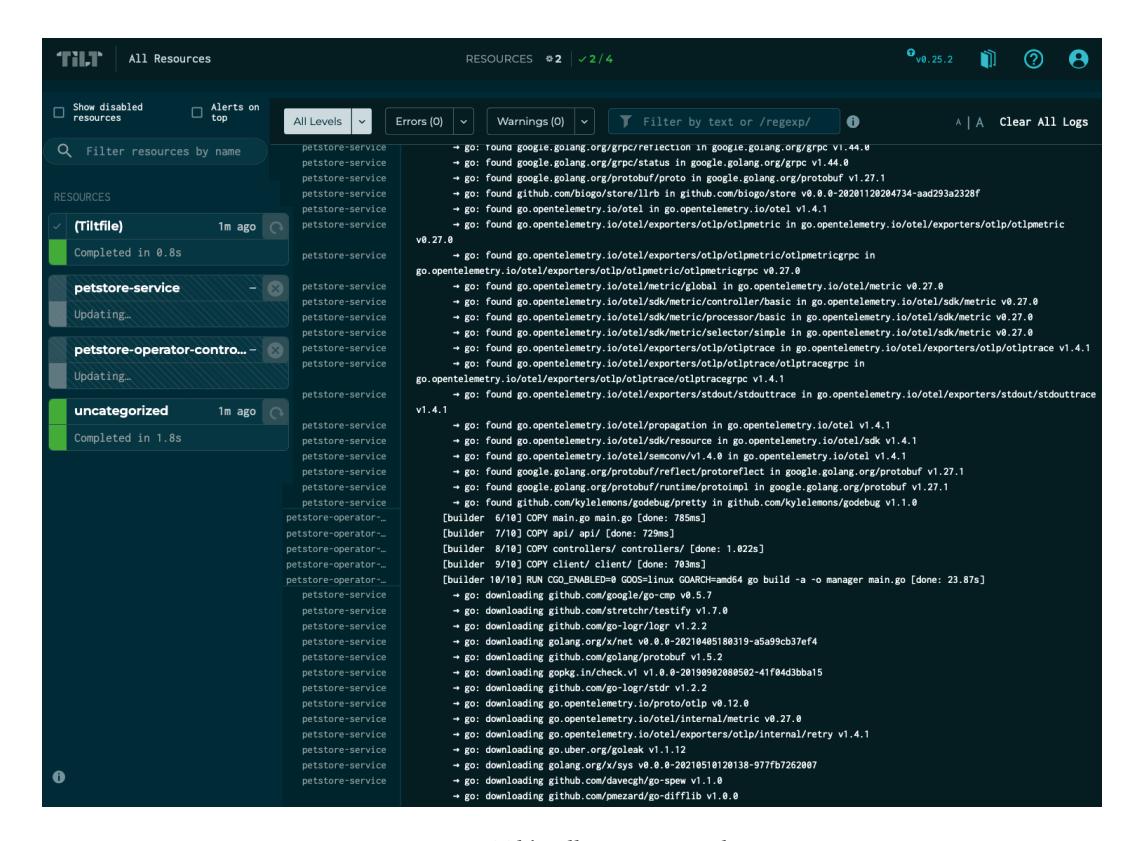 TILT
All Resources
RESOURCES 2 2 / 4
v0.25.2
Show disabled resources
Alerts on top
Filter resources by name
RESOURCES
(Tiltfile) 1m ago
Completed in 0.8s
petstore-service –
Updating…
petstore-operator-contro… –
Updating…
uncategorized 1m ago
Completed in 1.8s
All Levels
Errors (0)
Warnings (0)
Filter by text or /regexp/
A | A
Clear All Logs
petstore-service → go: found google.golang.org/grpc/reflection in google.golang.org/grpc v1.44.0
petstore-service → go: found google.golang.org/grpc/status in google.golang.org/grpc v1.44.0
petstore-service → go: found google.golang.org/protobuf/proto in google.golang.org/protobuf v1.27.1
petstore-service → go: found github.com/biogo/store/llrb in github.com/biogo/store v0.0.0-20201120204734-aad293a2328f
petstore-service → go: found go.opentelemetry.io/otel in go.opentelemetry.io/otel v1.4.1
petstore-service → go: found go.opentelemetry.io/otel/exporters/otlp/otlpmetric in go.opentelemetry.io/otel/exporters/otlp/otlpmetric
v0.27.0
petstore-service → go: found go.opentelemetry.io/otel/exporters/otlp/otlpmetric/otlpmetricgrpc in
go.opentelemetry.io/otel/exporters/otlp/otlpmetric/otlpmetricgrpc v0.27.0
petstore-service → go: found go.opentelemetry.io/otel/metric/global in go.opentelemetry.io/otel/metric v0.27.0
petstore-service → go: found go.opentelemetry.io/otel/sdk/metric/controller/basic in go.opentelemetry.io/otel/sdk/metric v0.27.0
petstore-service → go: found go.opentelemetry.io/otel/sdk/metric/processor/basic in go.opentelemetry.io/otel/sdk/metric v0.27.0
petstore-service → go: found go.opentelemetry.io/otel/sdk/metric/selector/simple in go.opentelemetry.io/otel/sdk/metric v0.27.0
petstore-service → go: found go.opentelemetry.io/otel/exporters/otlp/otlptrace in go.opentelemetry.io/otel/exporters/otlp/otlptrace v1.4.1
petstore-service → go: found go.opentelemetry.io/otel/exporters/otlp/otlptrace/otlptracegrpc in
go.opentelemetry.io/otel/exporters/otlp/otlptrace/otlptracegrpc v1.4.1
petstore-service → go: found go.opentelemetry.io/otel/exporters/stdout/stdouttrace in go.opentelemetry.io/otel/exporters/stdout/stdouttrace
v1.4.1
petstore-service → go: found go.opentelemetry.io/otel/propagation in go.opentelemetry.io/otel v1.4.1
petstore-service → go: found go.opentelemetry.io/otel/sdk/resource in go.opentelemetry.io/otel/sdk v1.4.1
petstore-service → go: found go.opentelemetry.io/otel/semconv/v1.4.0 in go.opentelemetry.io/otel v1.4.1
petstore-service → go: found google.golang.org/protobuf/reflect/protoreflect in google.golang.org/protobuf v1.27.1
petstore-service → go: found google.golang.org/protobuf/runtime/protoimpl in google.golang.org/protobuf v1.27.1
petstore-service → go: found github.com/kylelemons/godebug/pretty in github.com/kylelemons/godebug v1.1.0
petstore-operator-… [builder 6/10] COPY main.go main.go [done: 785ms]
petstore-operator-… [builder 7/10] COPY api/ api/ [done: 729ms]
petstore-operator-… [builder 8/10] COPY controllers/ controllers/ [done: 1.022s]
petstore-operator-… [builder 9/10] COPY client/ client/ [done: 703ms]
petstore-operator-… [builder 10/10] RUN CGO_ENABLED=0 GOOS=linux GOARCH=amd64 go build -a -o manager main.go [done: 23.87s]
petstore-service → go: downloading github.com/google/go-cmp v0.5.7
petstore-service → go: downloading github.com/stretchr/testify v1.7.0
petstore-service → go: downloading github.com/go-logr/logr v1.2.2
petstore-service → go: downloading golang.org/x/net v0.0.0-20210405180319-a5a99cb37ef4
petstore-service → go: downloading github.com/golang/protobuf v1.5.2
petstore-service → go: downloading gopkg.in/check.v1 v1.0.0-20190902080502-41f04d3bba15
petstore-service → go: downloading github.com/go-logr/stdr v1.2.2
petstore-service → go: downloading go.opentelemetry.io/proto/otlp v0.12.0
petstore-service → go: downloading go.opentelemetry.io/otel/internal/metric v0.27.0
petstore-service → go: downloading go.opentelemetry.io/otel/exporters/otlp/internal/retry v1.4.1
petstore-service → go: downloading go.uber.org/goleak v1.1.12
petstore-service → go: downloading golang.org/x/sys v0.0.0-20210510120138-977fb7262007
petstore-service → go: downloading github.com/davecgh/go-spew v1.1.0
→ go: downloading github.com/pmezard/go-difflib v1.0.0